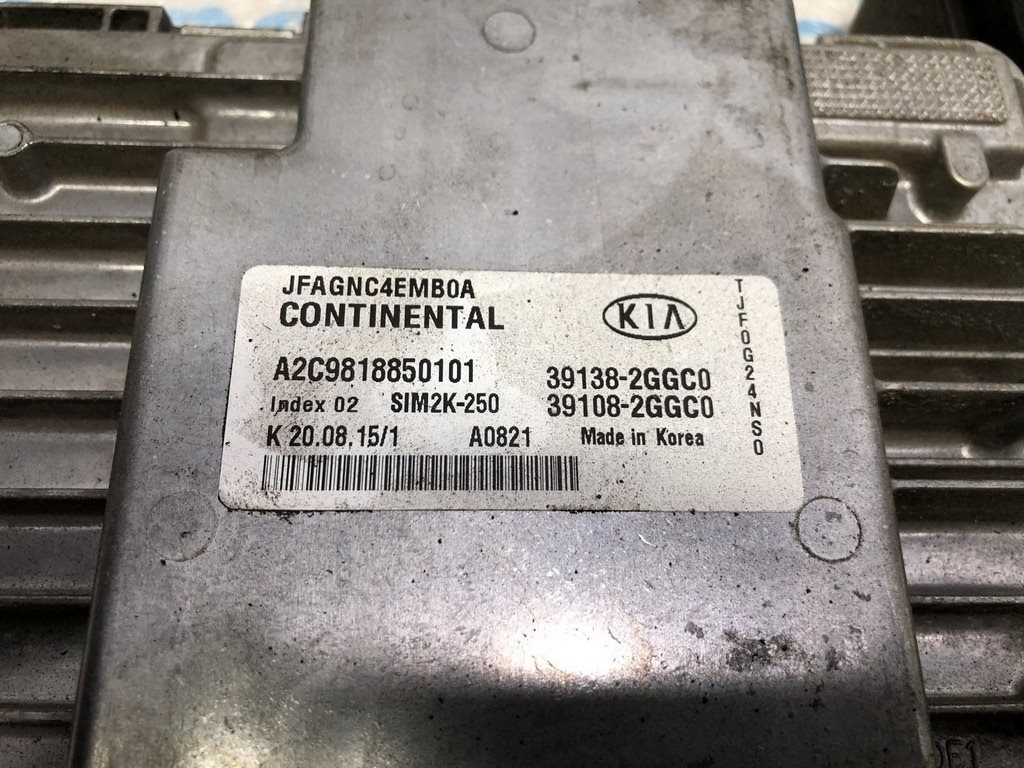 JFAGNC4EMB0A
CONTINENTAL
KIA
A2C9818850101
39138-2GGC0
Index 02 SIM2K-250
39108-2GGC0
K 20.08.15/1 A0821 Made in Korea
TJF0G24NS0